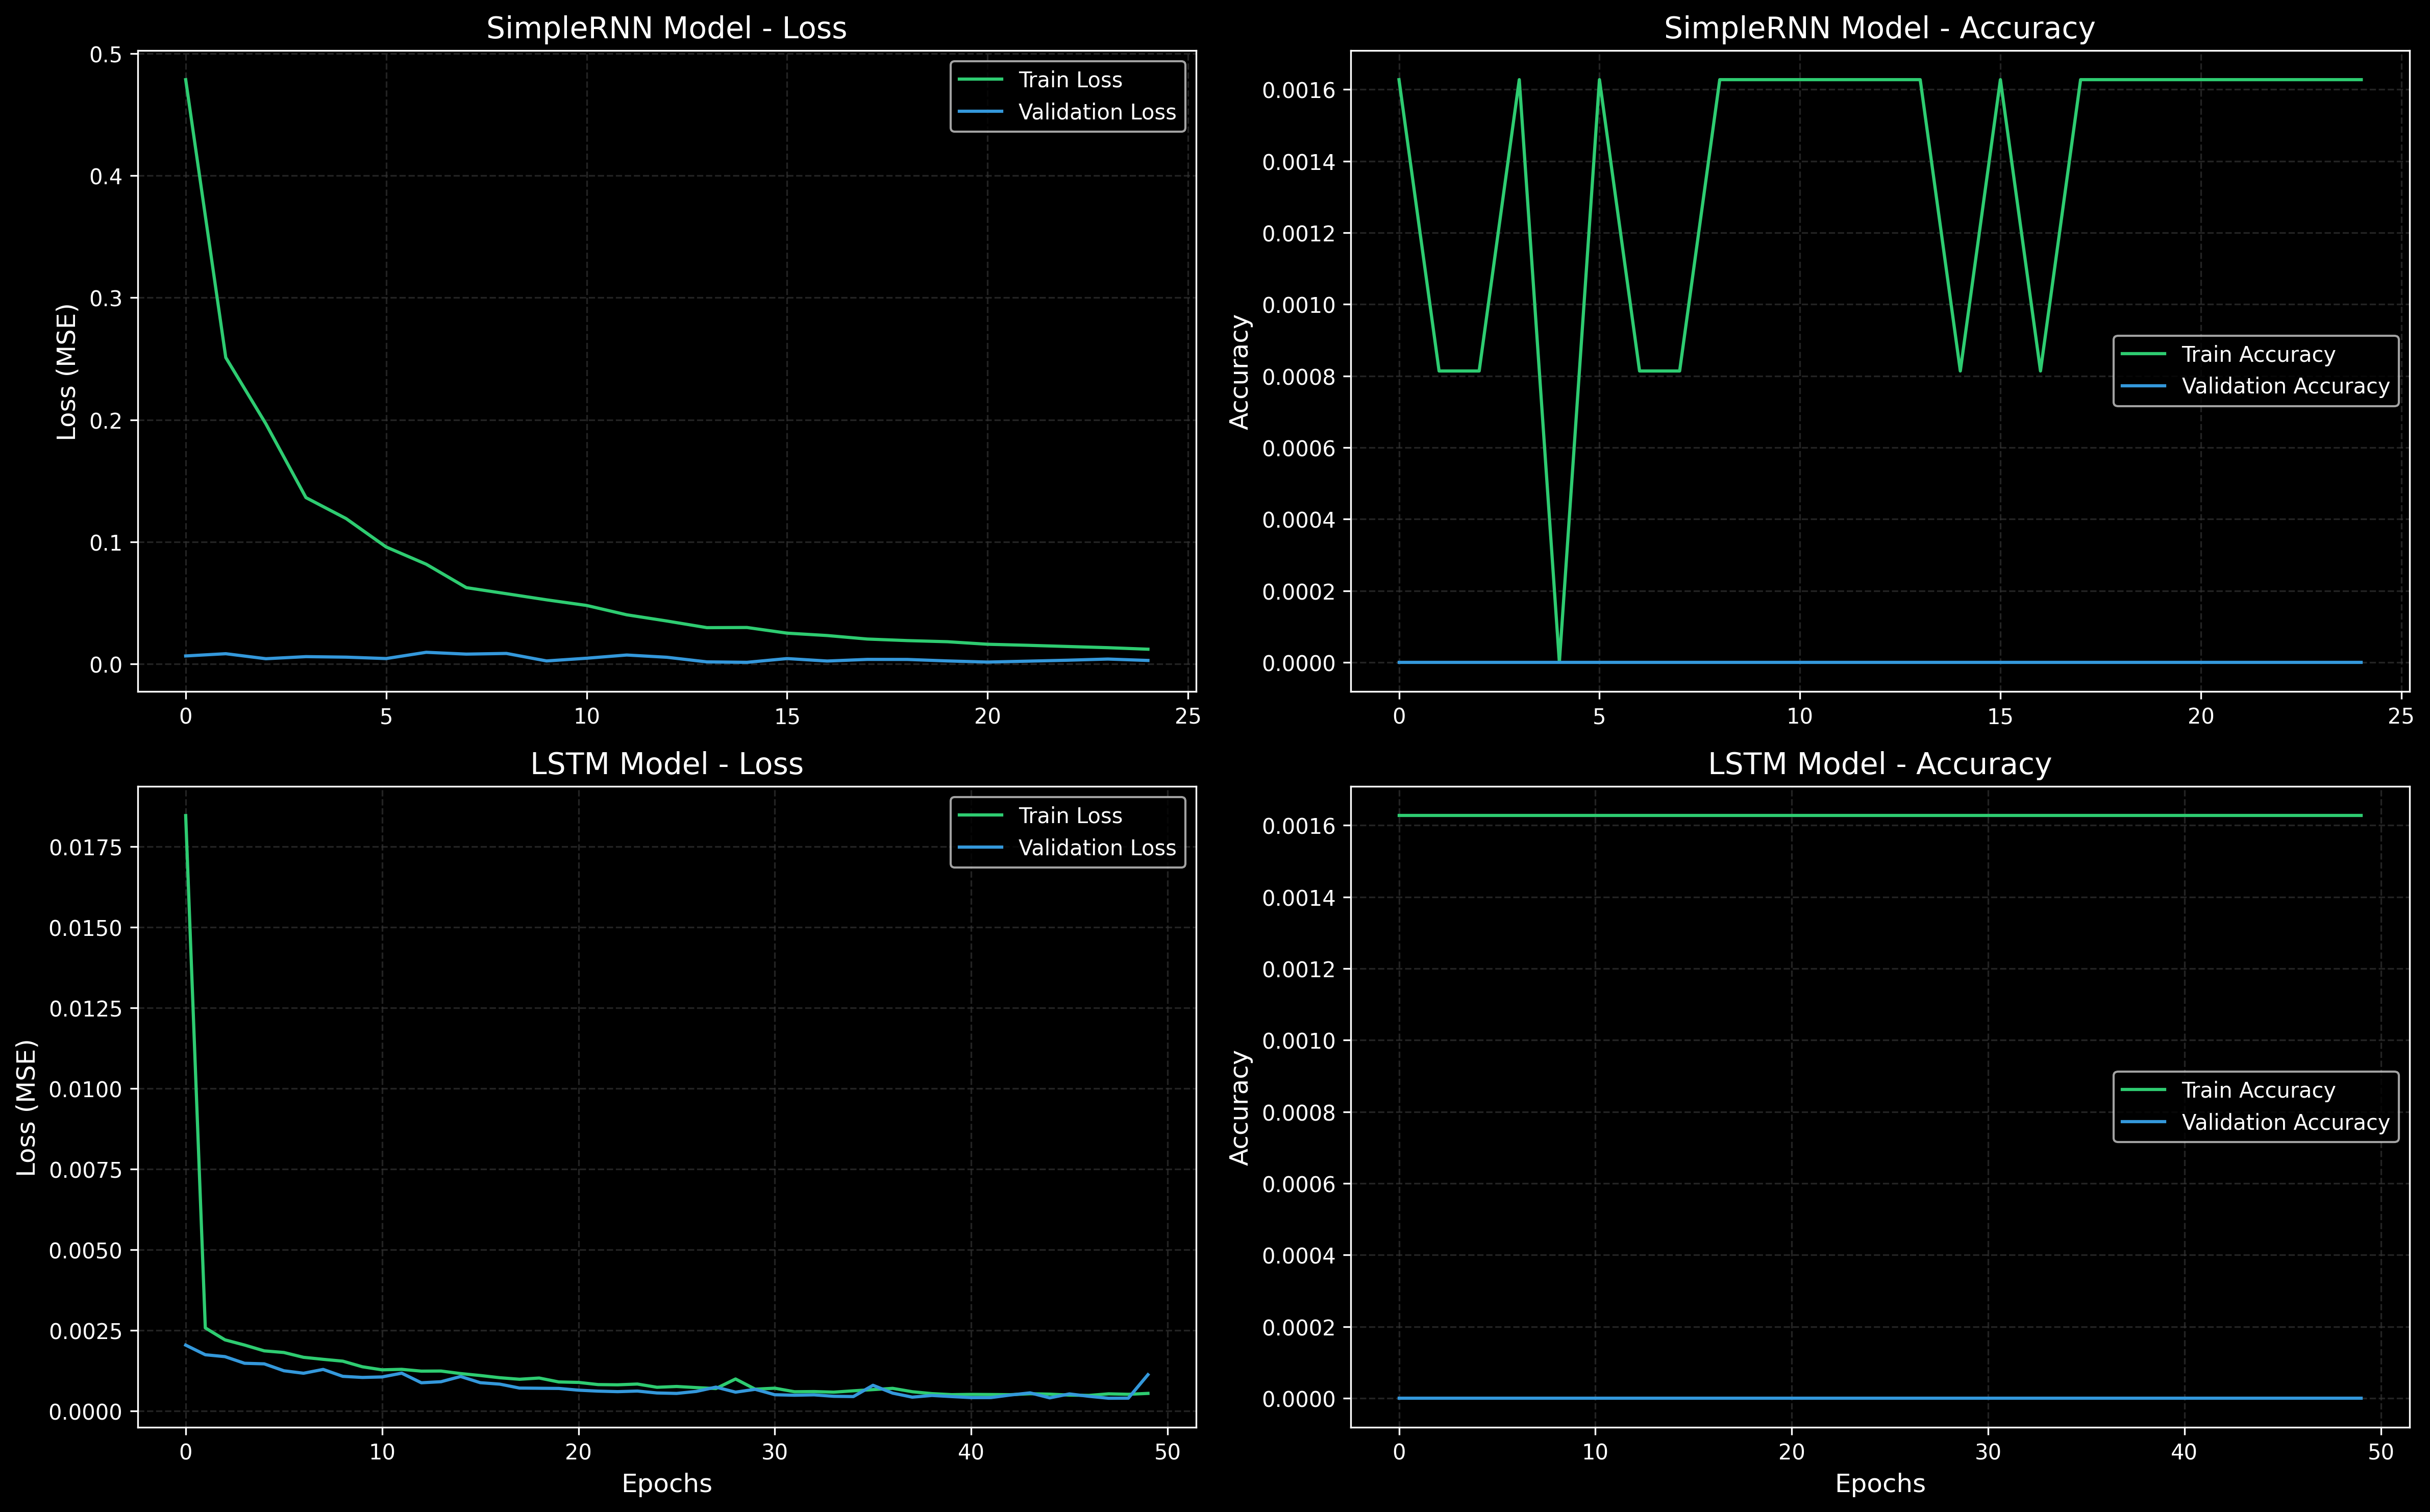 SimpleRNN Model - Loss
Loss (MSE)
0.5
0.4
0.3
0.2
0.1
0.0
0 5 10 15 20 25
Train Loss
Validation Loss
SimpleRNN Model - Accuracy
Accuracy
0.0016
0.0014
0.0012
0.0010
0.0008
0.0006
0.0004
0.0002
0.0000
0 5 10 15 20 25
Train Accuracy
Validation Accuracy
LSTM Model - Loss
Loss (MSE)
0.0175
0.0150
0.0125
0.0100
0.0075
0.0050
0.0025
0.0000
0 10 20 30 40 50
Epochs
Train Loss
Validation Loss
LSTM Model - Accuracy
Accuracy
0.0016
0.0014
0.0012
0.0010
0.0008
0.0006
0.0004
0.0002
0.0000
0 10 20 30 40 50
Epochs
Train Accuracy
Validation Accuracy